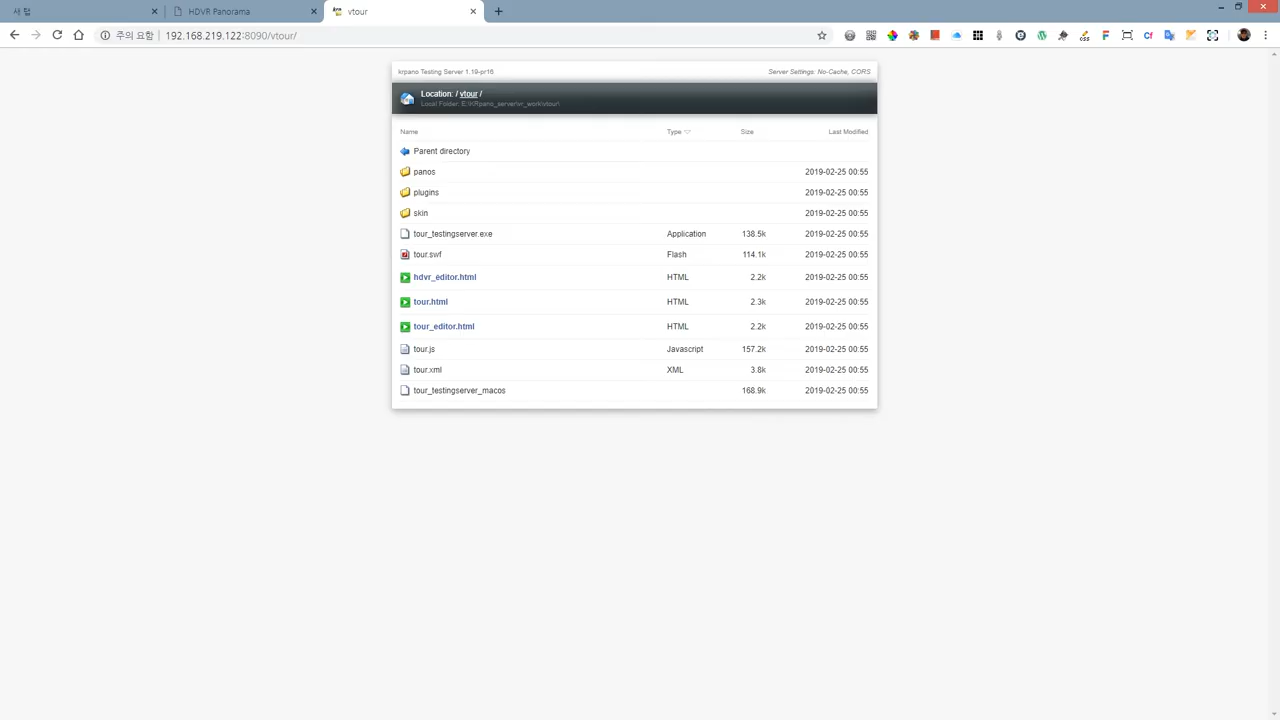 새 탭
HDVR Panorama
vtour
주의 요함 | 192.168.219.122:8090/vtour/
krpano Testing Server 1.19-pr16
Server Settings: No-Cache, CORS
Location: / vtour /
Local Folder: E:\KRpano_server\vr_work\vtour\
Name Type Size Last Modified
Parent directory
panos 2019-02-25 00:55
plugins 2019-02-25 00:55
skin 2019-02-25 00:55
tour_testingserver.exe Application 138.5k 2019-02-25 00:55
tour.swf Flash 114.1k 2019-02-25 00:55
hdvr_editor.html HTML 2.2k 2019-02-25 00:55
tour.html HTML 2.3k 2019-02-25 00:55
tour_editor.html HTML 2.2k 2019-02-25 00:55
tour.js Javascript 157.2k 2019-02-25 00:55
tour.xml XML 3.8k 2019-02-25 00:55
tour_testingserver_macos 168.9k 2019-02-25 00:55